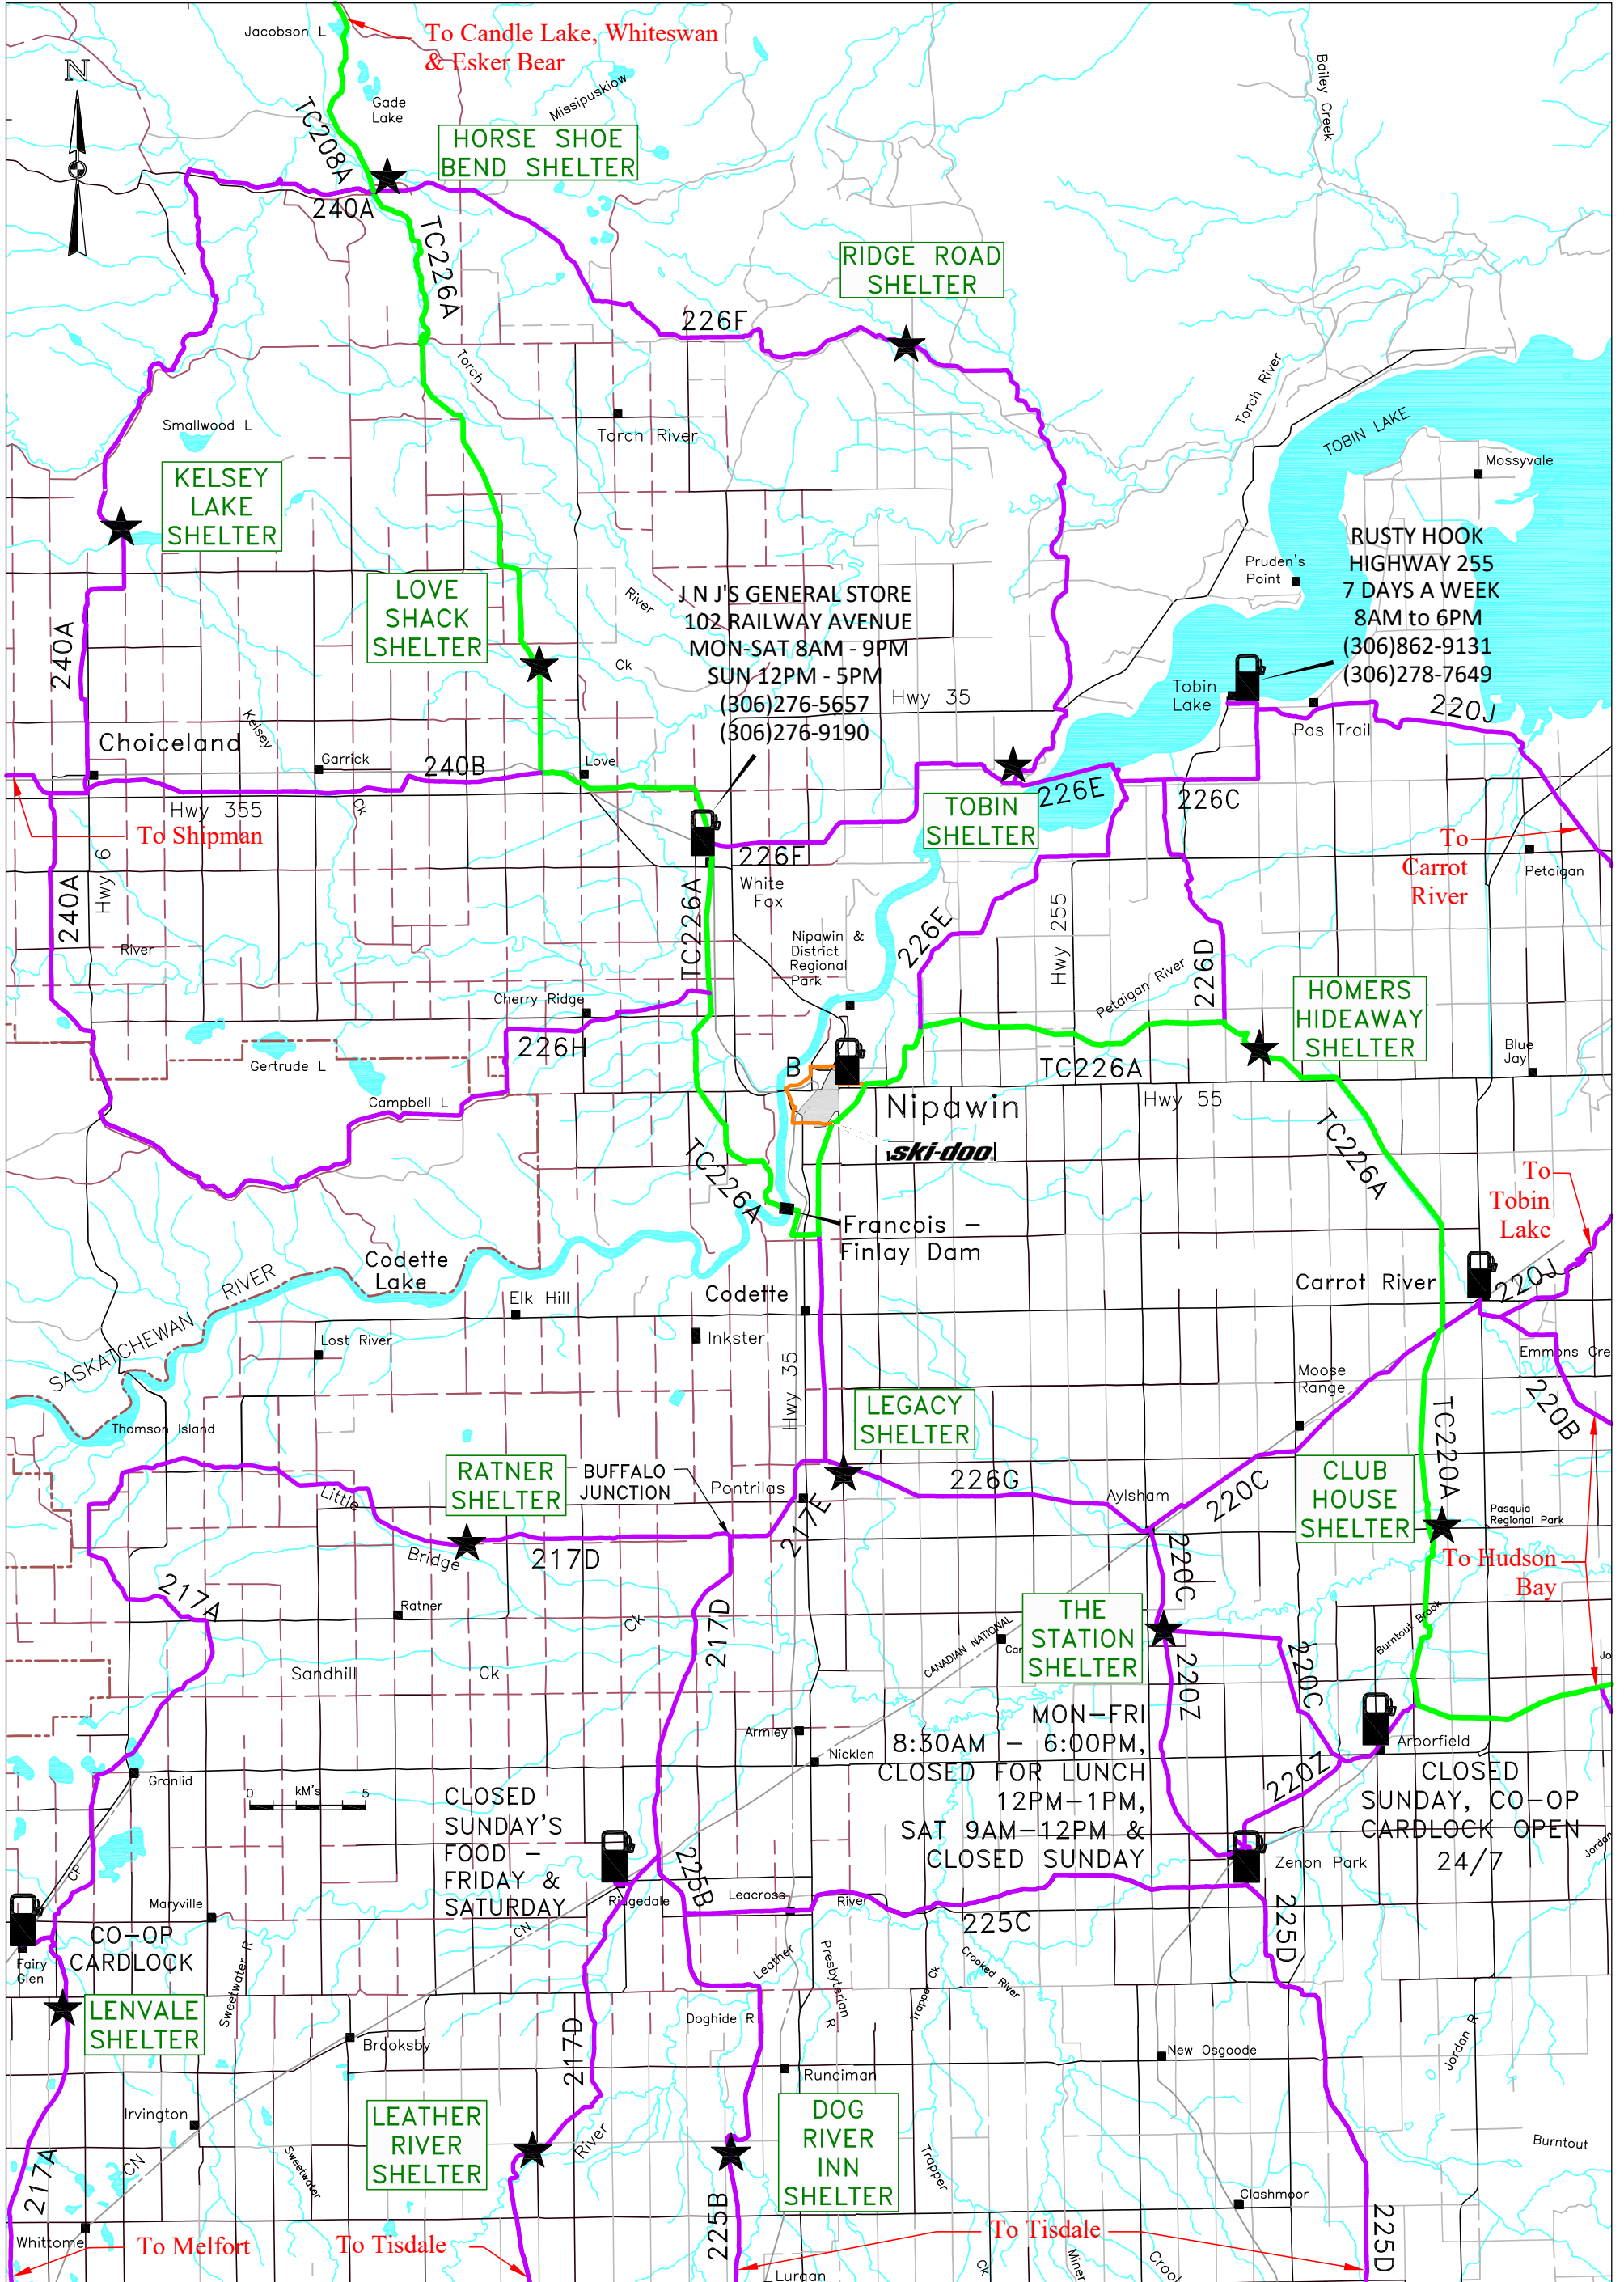 Jacobson L
To Candle Lake, Whiteswan
& Esker Bear
N
Gade
Lake
Missipuskiow
Bailey Creek
TC208A
HORSE SHOE
BEND SHELTER
240A
TC226A
RIDGE ROAD
SHELTER
226F
Torch
Torch River
Torch River
TOBIN LAKE
Smallwood L
Mossyvale
KELSEY
LAKE
SHELTER
RUSTY HOOK
HIGHWAY 255
7 DAYS A WEEK
8AM to 6PM
(306)862-9131
(306)278-7649
Pruden's
Point
LOVE
SHACK
SHELTER
River
J N J'S GENERAL STORE
102 RAILWAY AVENUE
MON-SAT 8AM - 9PM
SUN 12PM - 5PM
(306)276-5657
(306)276-9190
240A
Ck
Hwy 35
Tobin
Lake
220J
Pas Trail
Kelsey
Choiceland
Garrick
240B
Love
Hwy 355
Ck
To Shipman
226E
TOBIN
SHELTER
226C
To
Carrot
River
Petaigan
Hwy 6
240A
226F
White
Fox
TC226A
River
Nipawin &
District
Regional
Park
226E
Hwy 255
Petaigan River
226D
HOMERS
HIDEAWAY
SHELTER
Cherry Ridge
226H
Gertrude L
Campbell L
B
TC226A
Blue
Jay
Nipawin
Hwy 55
ski-doo
TC226A
TC226A
To
Tobin
Lake
Francois -
Finlay Dam
Codette
Lake
SASKATCHEWAN RIVER
Elk Hill
Codette
Carrot River
220J
Lost River
Inkster
Hwy 35
Moose
Range
Emmons Cre
220B
Thomson Island
LEGACY
SHELTER
TC220A
RATNER
SHELTER
BUFFALO
JUNCTION
Pontrilas
226G
Aylsham
220C
CLUB
HOUSE
SHELTER
Pasquia
Regional Park
Little
Bridge
217D
217E
220C
To Hudson
Bay
217A
Ratner
Ck
217D
THE
STATION
SHELTER
CANADIAN NATIONAL
Car
Burntout Brook
Jo
Sandhill
Ck
220Z
220C
Armley
Nicklen
MON-FRI
8:30AM - 6:00PM,
CLOSED FOR LUNCH
12PM-1PM,
SAT 9AM-12PM &
CLOSED SUNDAY
Arborfield
220Z
CLOSED
SUNDAY, CO-OP
CARDLOCK OPEN
24/7
Granlid
0 kM's 5
CLOSED
SUNDAY'S
FOOD -
FRIDAY &
SATURDAY
CP
225B
Zenon Park
Jordan
Maryville
Ridgedale
Leacross
River
225C
225D
CO-OP
CARDLOCK
Fairy
Glen
CN
Sweetwater R
Leather
Presbyterian
R
Trapper Ck
Crooked River
LENVALE
SHELTER
Doghide R
Brooksby
217D
Runciman
New Osgoode
Jordan R
Irvington
CN
LEATHER
RIVER
SHELTER
River
DOG
RIVER
INN
SHELTER
Sweetwater
Trapper
Burntout
217A
225B
Clashmoor
225D
Whittome
To Melfort
To Tisdale
To Tisdale
Lurgan
Ck
Miner
Crool